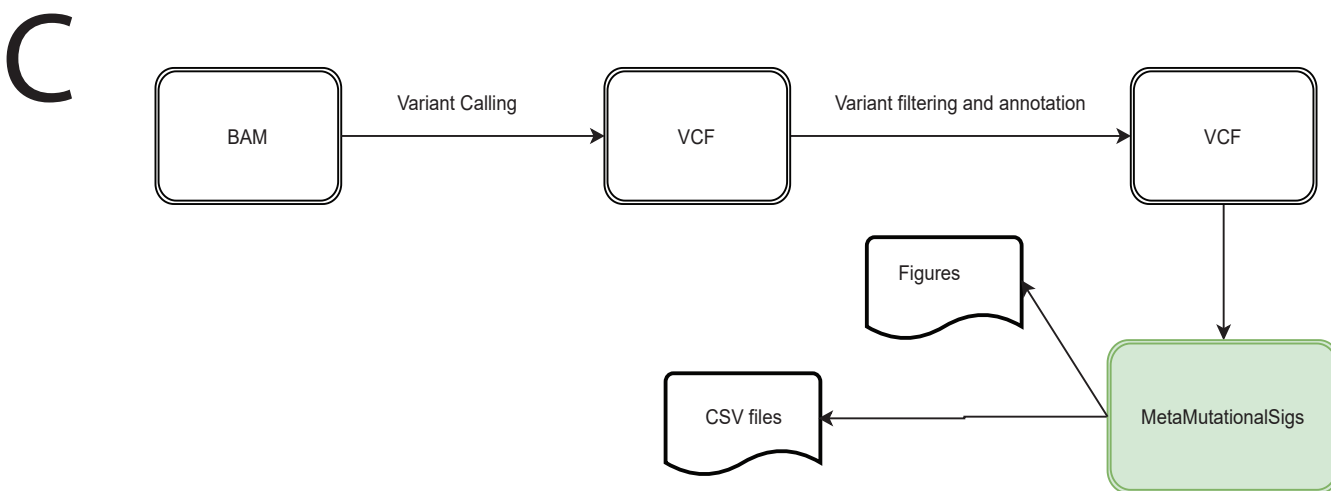 C
BAM
Variant Calling
VCF
Variant filtering and annotation
VCF
Figures
CSV files
MetaMutationalSigs